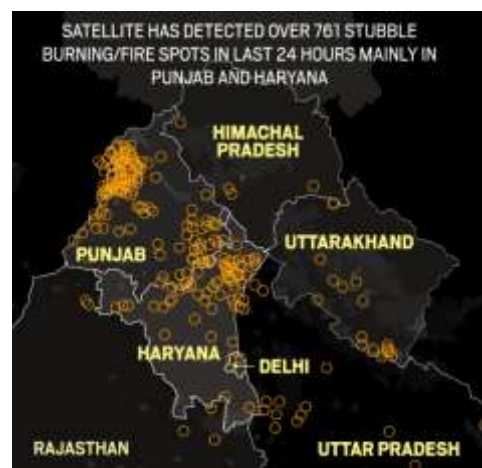 SATELLITE HAS DETECTED OVER 761 STUBBLE
BURNING/FIRE SPOTS IN LAST 24 HOURS MAINLY IN
PUNJAB AND HARYANA
HIMACHAL
PRADESH
UTTARAKHAND
PUNJAB
HARYANA
DELHI
RAJASTHAN
UTTAR PRADESH